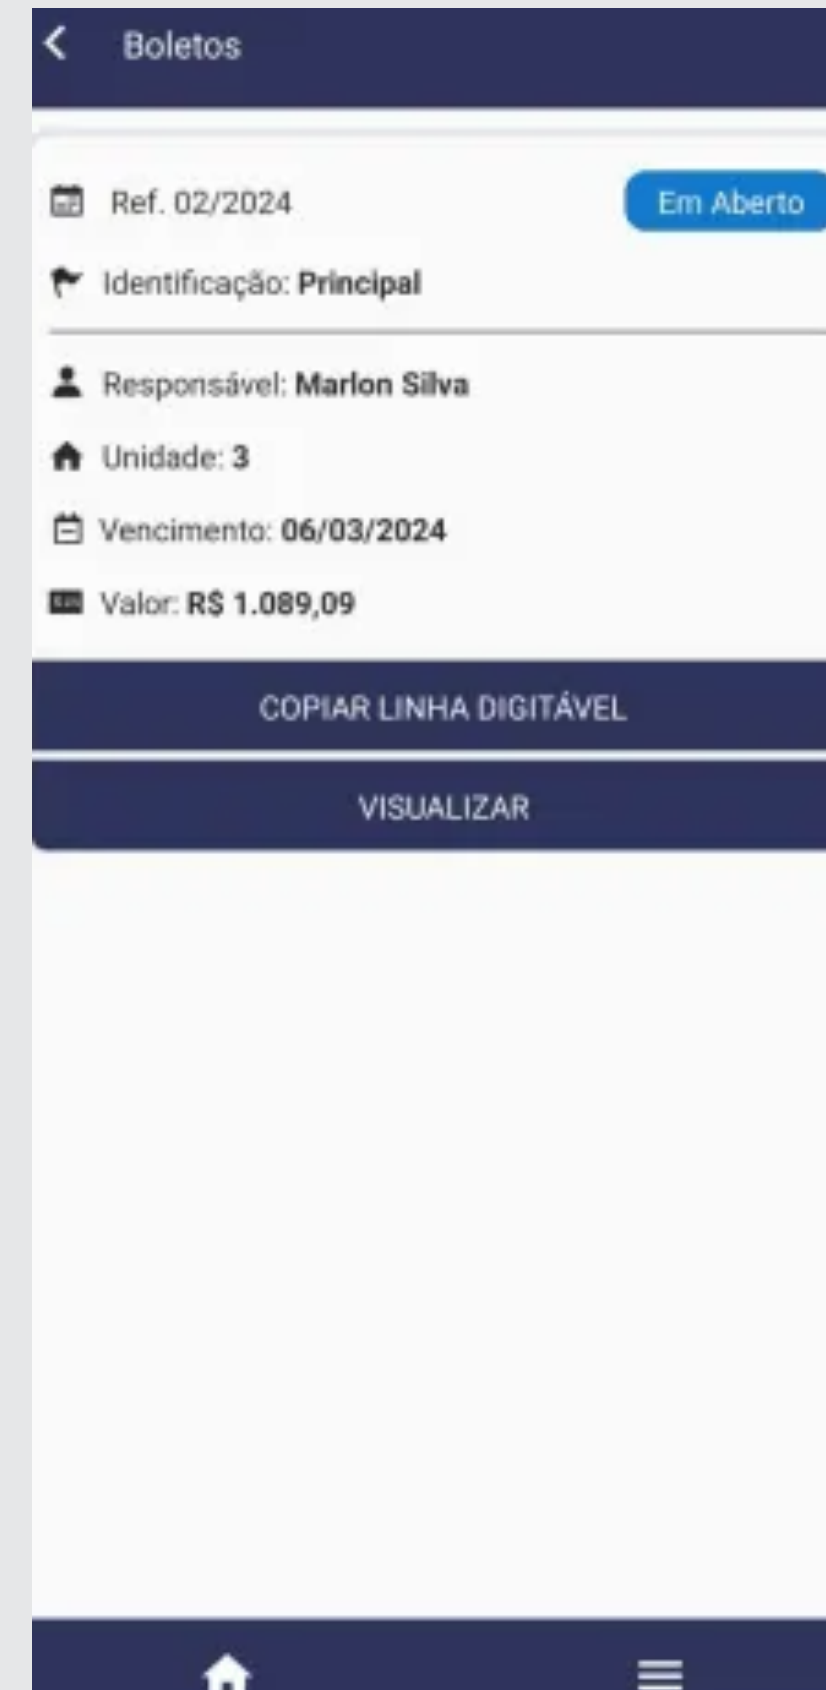 Boletos
Ref. 02/2024
Em Aberto
Identificação: Principal
Responsável: Marlon Silva
Unidade: 3
Vencimento: 06/03/2024
Valor: R$ 1.089,09
COPIAR LINHA DIGITÁVEL
VISUALIZAR